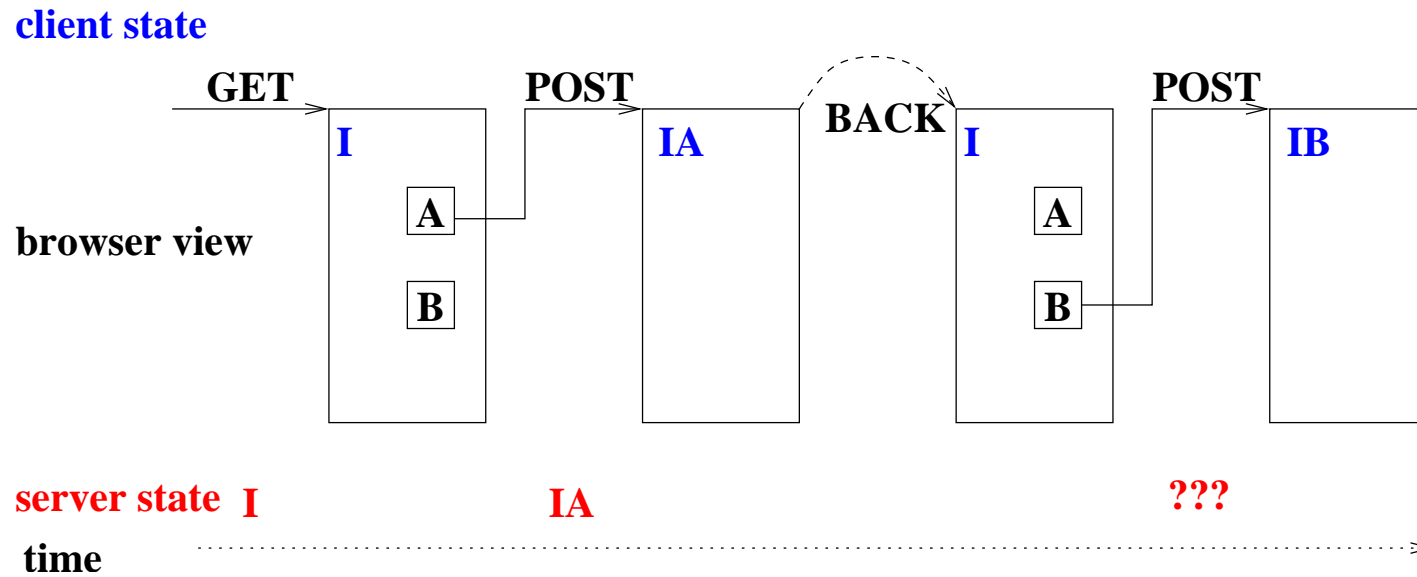 client state
GET POST BACK POST
I IA I IB
A A
browser view
B B
server state I IA ???
time